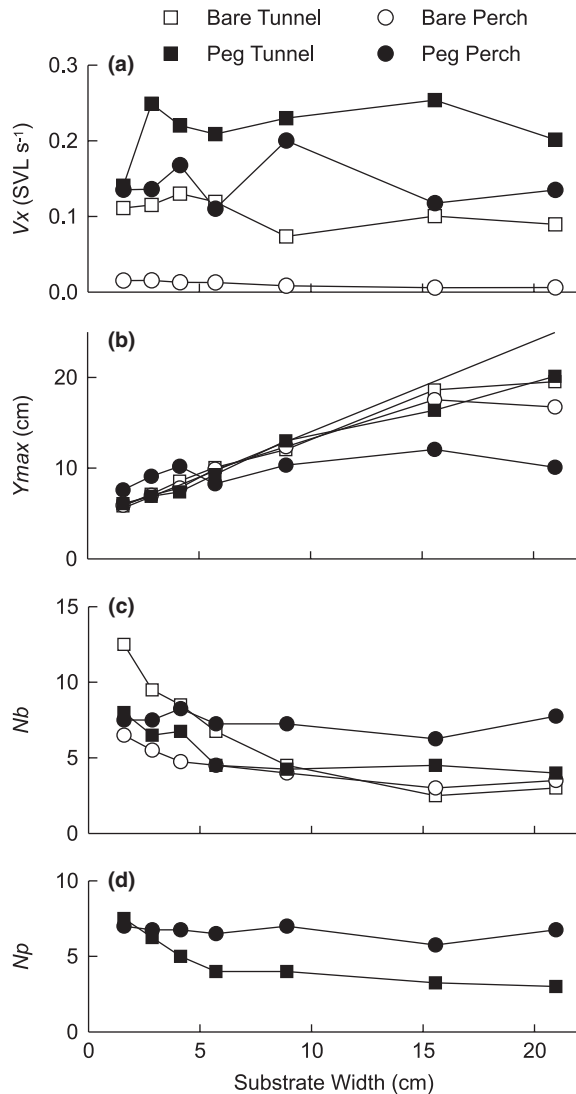 Bare Tunnel Bare Perch
Peg Tunnel Peg Perch
(a)
0.3
0.2
0.1
0.0
Vx (SVL s⁻¹)
(b)
20
10
0
Ymax (cm)
(c)
15
10
5
0
Nb
(d)
10
5
0
Np
0 5 10 15 20
Substrate Width (cm)